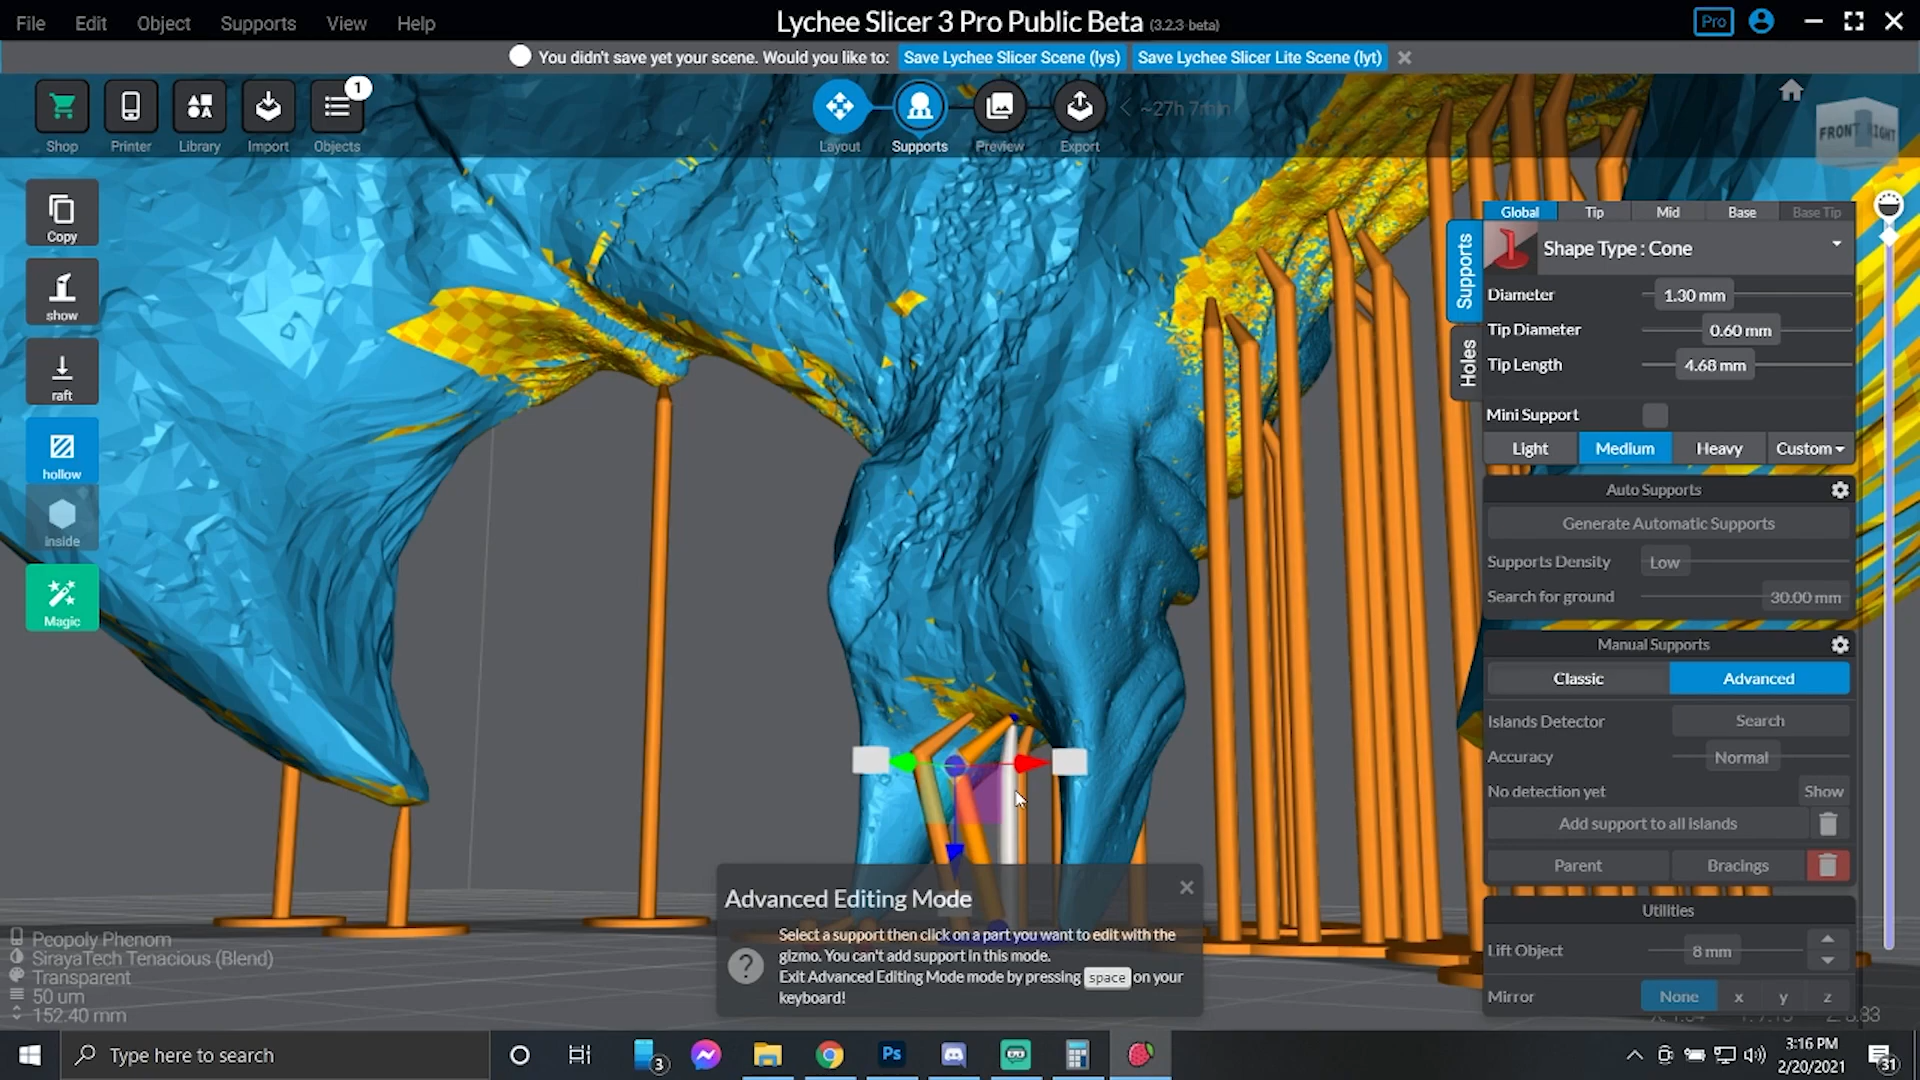 File Edit Object Supports View Help
Lychee Slicer 3 Pro Public Beta (3.2.3-beta)
Pro
You didn't save yet your scene. Would you like to: Save Lychee Slicer Scene (lys) Save Lychee Slicer Lite Scene (lyt)
1
Shop Printer Library Import Objects
Layout Supports Preview Export
~27h 7min
FRONT RIGHT
Copy
show
raft
hollow
inside
Magic
Supports
Holes
Global Tip Mid Base Base Tip
Shape Type : Cone
Diameter 1.30 mm
Tip Diameter 0.60 mm
Tip Length 4.68 mm
Mini Support
Light Medium Heavy Custom
Auto Supports
Generate Automatic Supports
Supports Density Low
Search for ground 30.00 mm
Manual Supports
Classic Advanced
Islands Detector Search
Accuracy Normal
No detection yet Show
Add support to all islands
Parent Bracings
Utilities
Lift Object 8 mm
Mirror None x y z
Advanced Editing Mode
Select a support then click on a part you want to edit with the
gizmo. You can't add support in this mode.
Exit Advanced Editing Mode mode by pressing space on your
keyboard!
Peopoly Phenom
SirayaTech Tenacious (Blend)
Transparent
50 um
152.40 mm
Type here to search
3
Ps
3:16 PM
2/20/2021
31